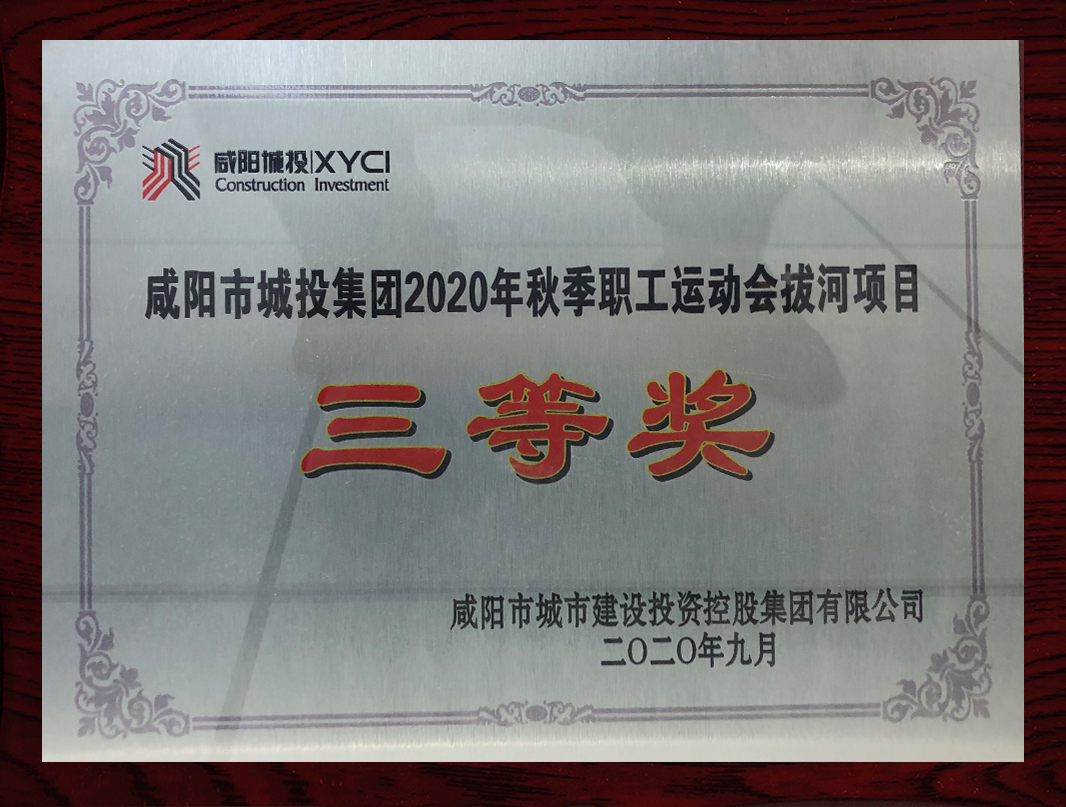 咸阳城投|XYCI
Construction Investment
咸阳市城投集团2020年秋季职工运动会拔河项目
三等奖
咸阳市城市建设投资控股集团有限公司
二〇二〇年九月